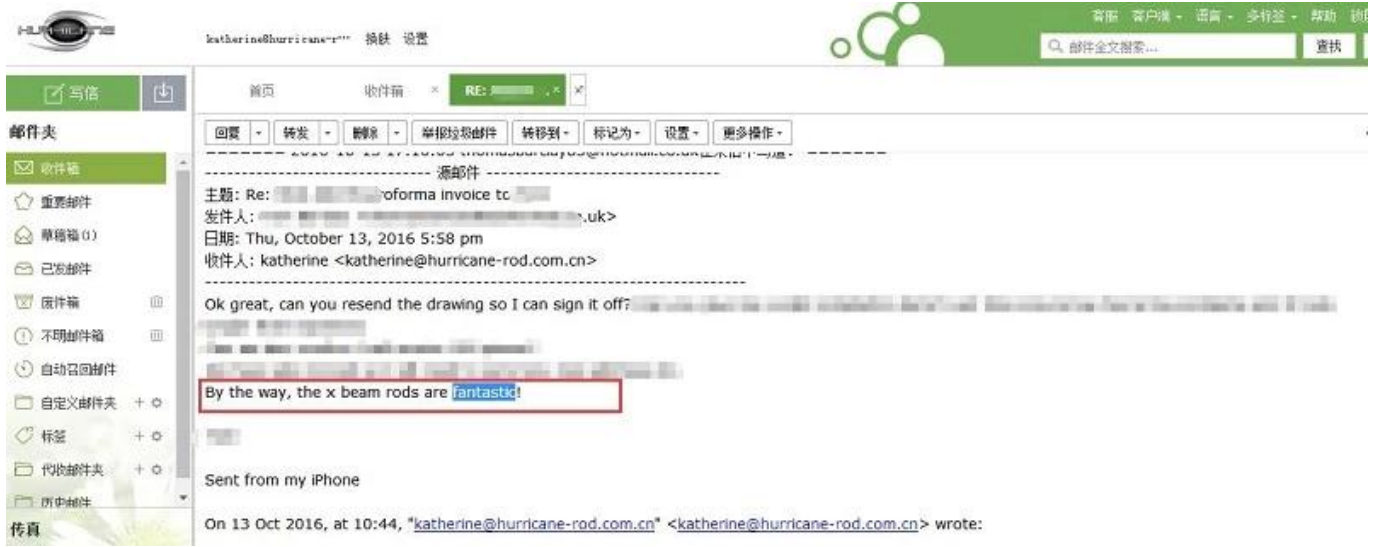 HURRICANE
客服 客户端 语言 多标签 帮助
katherine@hurricane-r··· 换肤 设置
邮件全文搜索... 查找
写信
首页 收件箱 × RE: ×
邮件夹
回复 转发 删除 举报垃圾邮件 转移到 标记为 设置 更多操作
收件箱
重要邮件
草稿箱(1)
已发邮件
废件箱
不明邮件箱
自动召回邮件
自定义邮件夹 +
标签 +
代收邮件夹 +
历史邮件
传真
------------------------------ 源邮件 ------------------------------
主题: Re: roforma invoice to
发件人: .uk>
日期: Thu, October 13, 2016 5:58 pm
收件人: katherine <katherine@hurricane-rod.com.cn>
Ok great, can you resend the drawing so I can sign it off?
By the way, the x beam rods are fantastic!
Sent from my iPhone
On 13 Oct 2016, at 10:44, "katherine@hurricane-rod.com.cn" <katherine@hurricane-rod.com.cn> wrote: